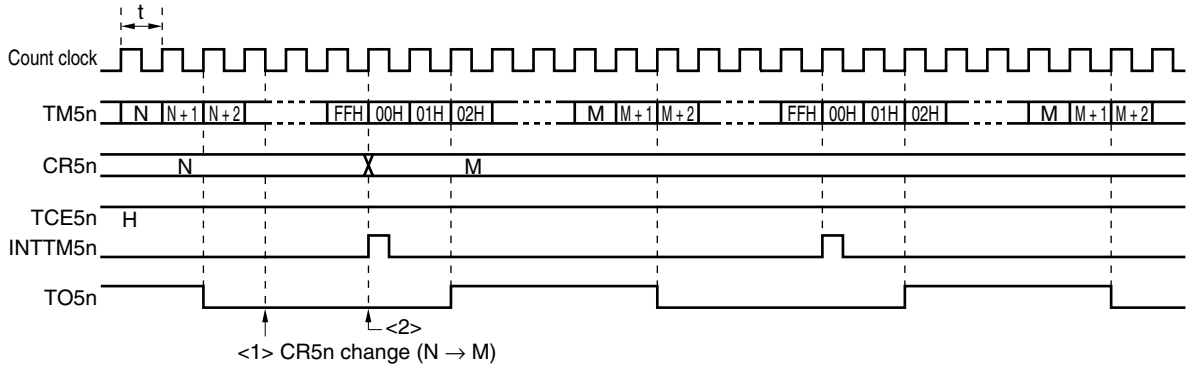 t
Count clock
TM5n N N + 1 N + 2 FFH 00H 01H 02H M M + 1 M + 2 FFH 00H 01H 02H M M + 1 M + 2
CR5n N M
TCE5n H
INTTM5n
TO5n
<2>
<1> CR5n change (N → M)